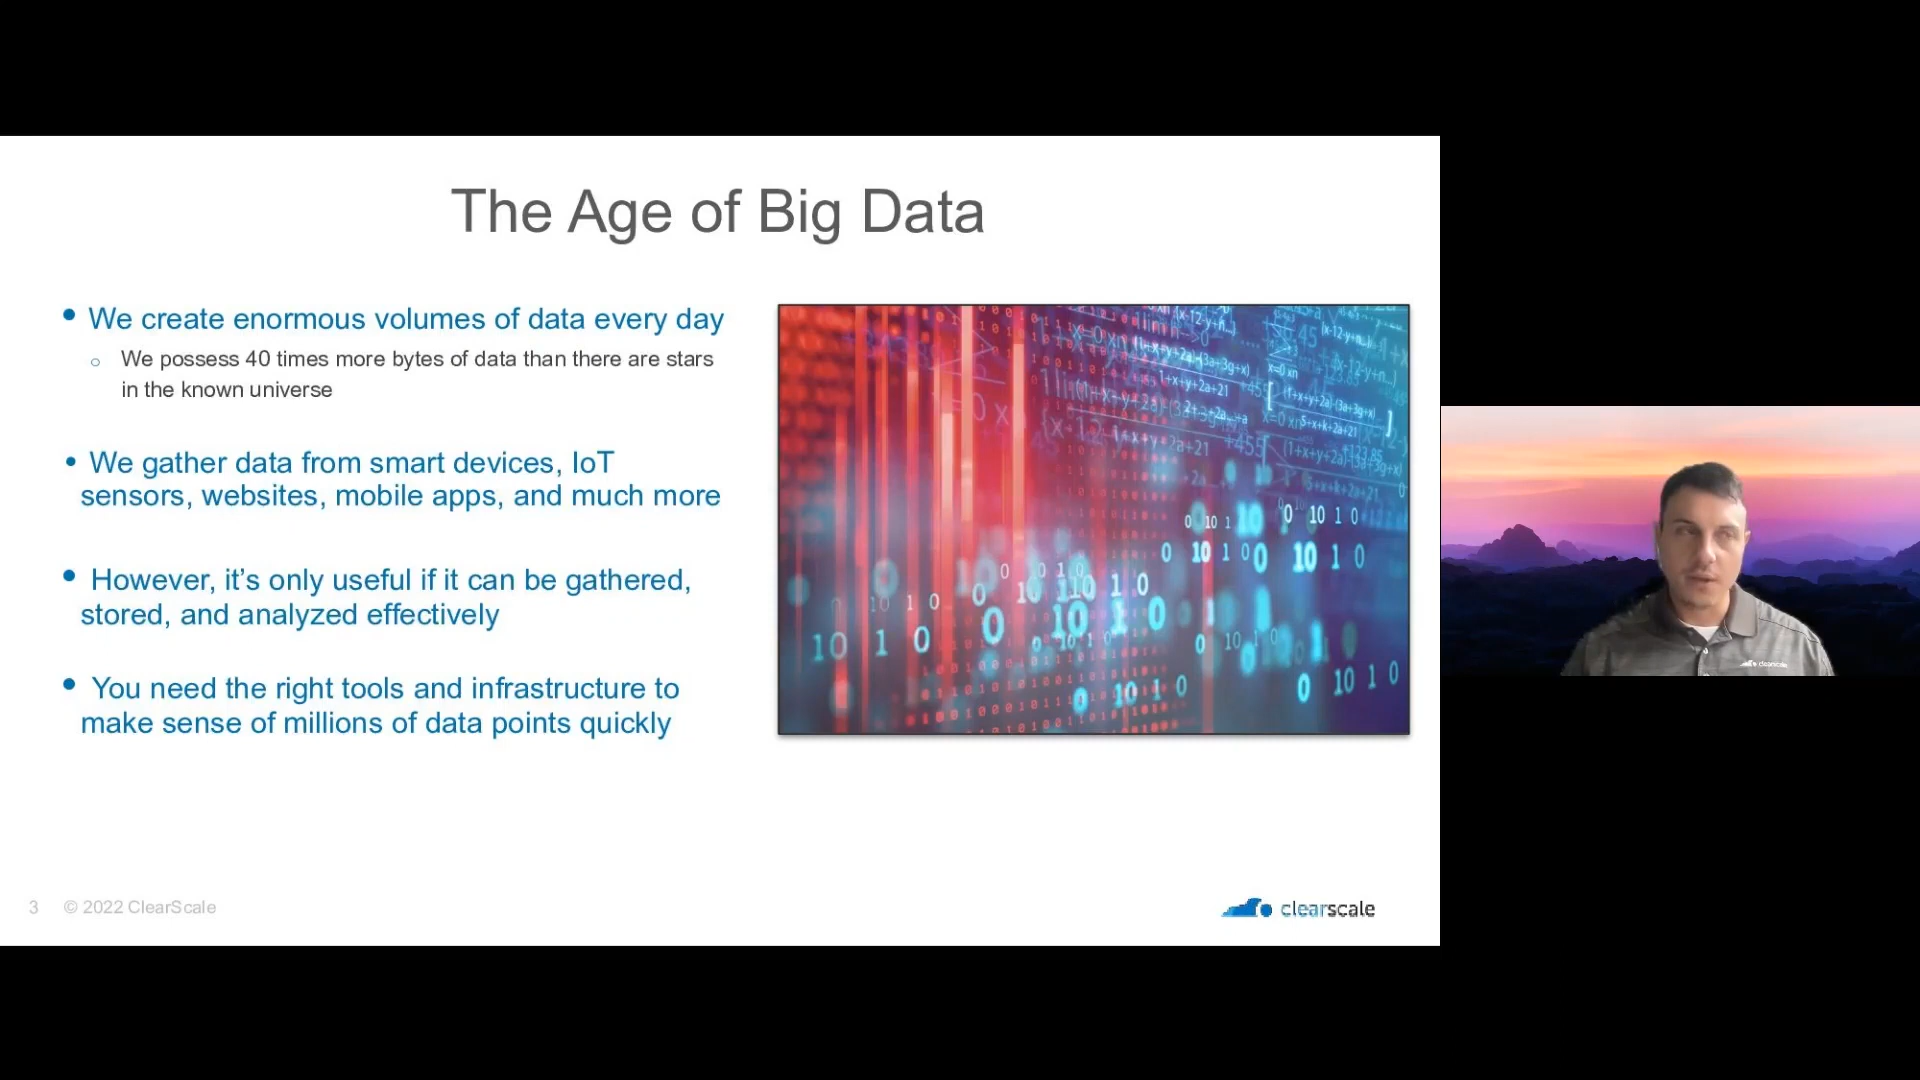 The Age of Big Data
• We create enormous volumes of data every day
o We possess 40 times more bytes of data than there are stars
in the known universe
• We gather data from smart devices, IoT
sensors, websites, mobile apps, and much more
• However, it’s only useful if it can be gathered,
stored, and analyzed effectively
• You need the right tools and infrastructure to
make sense of millions of data points quickly
3 © 2022 ClearScale
clearscale
clearscale